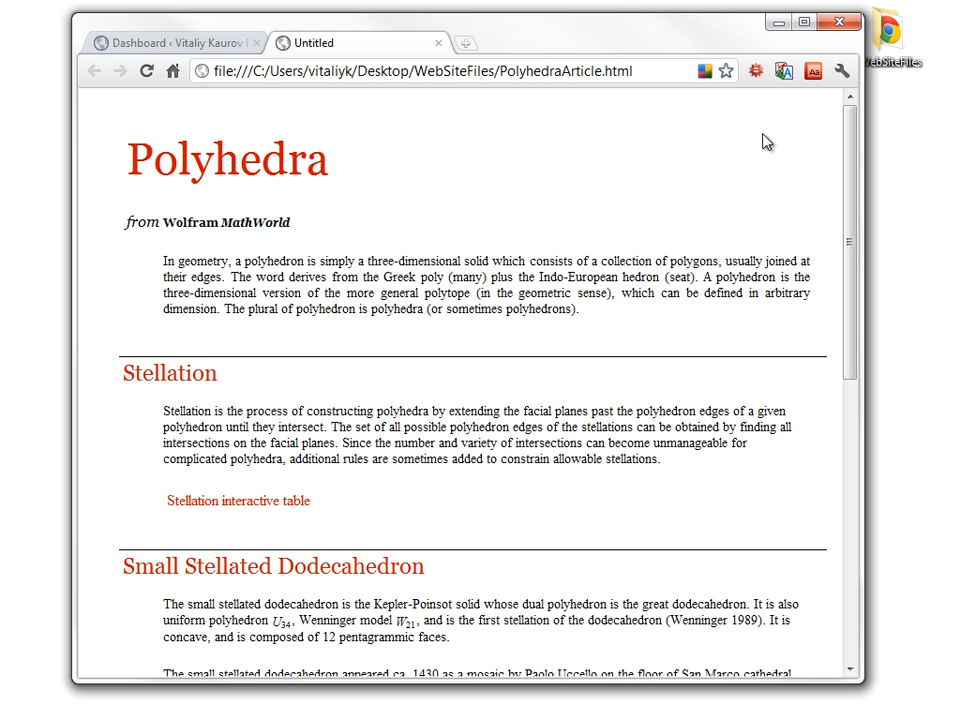 Dashboard ‹ Vitaliy Kaurov
Untitled
file:///C:/Users/vitaliyk/Desktop/WebSiteFiles/PolyhedraArticle.html
Aa
WebSiteFiles
Polyhedra
from Wolfram MathWorld
In geometry, a polyhedron is simply a three-dimensional solid which consists of a collection of polygons, usually joined at
their edges. The word derives from the Greek poly (many) plus the Indo-European hedron (seat). A polyhedron is the
three-dimensional version of the more general polytope (in the geometric sense), which can be defined in arbitrary
dimension. The plural of polyhedron is polyhedra (or sometimes polyhedrons).
Stellation
Stellation is the process of constructing polyhedra by extending the facial planes past the polyhedron edges of a given
polyhedron until they intersect. The set of all possible polyhedron edges of the stellations can be obtained by finding all
intersections on the facial planes. Since the number and variety of intersections can become unmanageable for
complicated polyhedra, additional rules are sometimes added to constrain allowable stellations.
Stellation interactive table
Small Stellated Dodecahedron
The small stellated dodecahedron is the Kepler-Poinsot solid whose dual polyhedron is the great dodecahedron. It is also
uniform polyhedron U34, Wenninger model W21, and is the first stellation of the dodecahedron (Wenninger 1989). It is
concave, and is composed of 12 pentagrammic faces.
The small stellated dodecahedron appeared ca. 1430 as a mosaic by Paolo Uccello on the floor of San Marco cathedral,